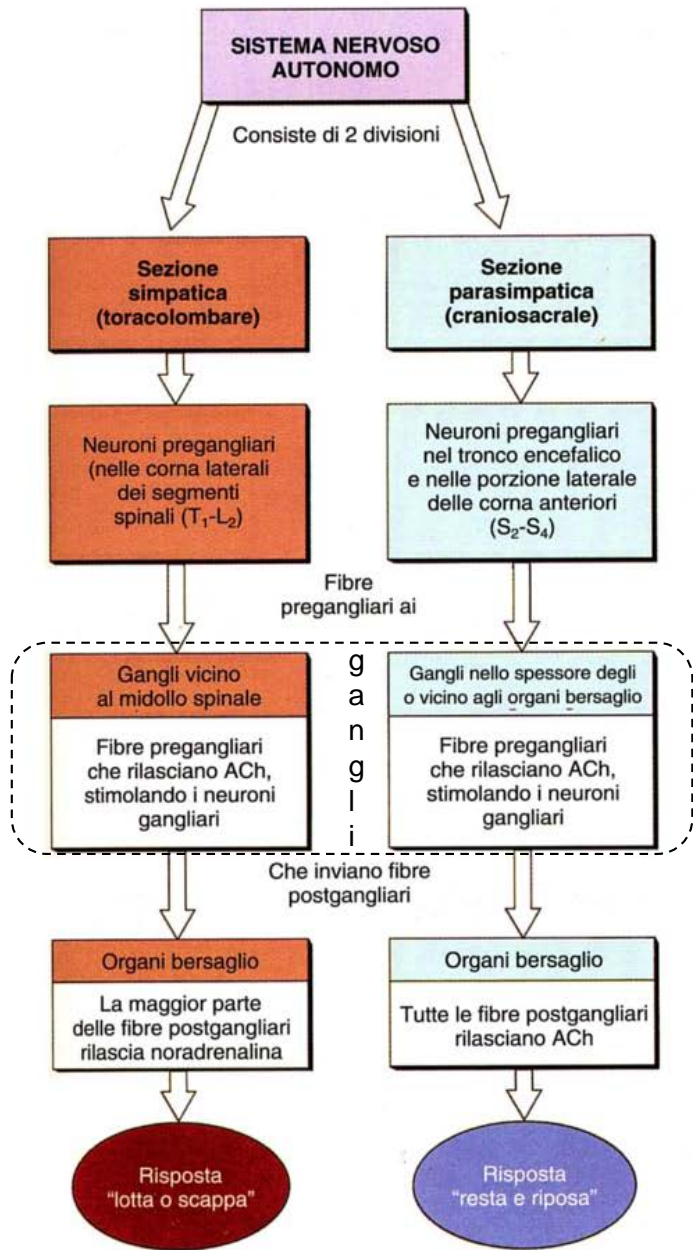 SISTEMA NERVOSO
AUTONOMO
Consiste di 2 divisioni
Sezione
simpatica
(toracolombare)
Sezione
parasimpatica
(craniosacrale)
Neuroni pregangliari
(nelle corna laterali
dei segmenti
spinali (T₁-L₂)
Neuroni pregangliari
nel tronco encefalico
e nelle porzione laterale
delle corna anteriori
(S₂-S₄)
Fibre
pregangliari ai
Gangli vicino
al midollo spinale
Fibre pregangliari
che rilasciano ACh,
stimolando i neuroni
gangliari
g
a
n
g
l
i
Gangli nello spessore degli
o vicino agli organi bersaglio
Fibre pregangliari
che rilasciano ACh,
stimolando i neuroni
gangliari
Che inviano fibre
postgangliari
Organi bersaglio
La maggior parte
delle fibre postgangliari
rilascia noradrenalina
Organi bersaglio
Tutte le fibre postgangliari
rilasciano ACh
Risposta
“lotta o scappa”
Risposta
“resta e riposa”